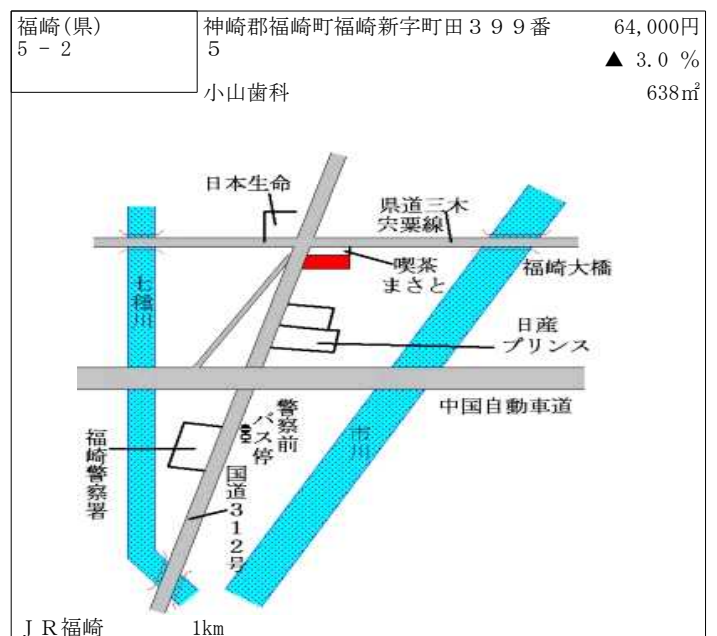 福崎(県)
5 - 2
神崎郡福崎町福崎新字町田３９９番
5
64,000円
▲ 3.0 %
小山歯科
638㎡
日本生命
県道三木
宍粟線
喫茶
まさと
福崎大橋
七種川
日産
プリンス
中国自動車道
警察前
バス停
市川
福崎警察署
国道３１２号
ＪＲ福崎
1km